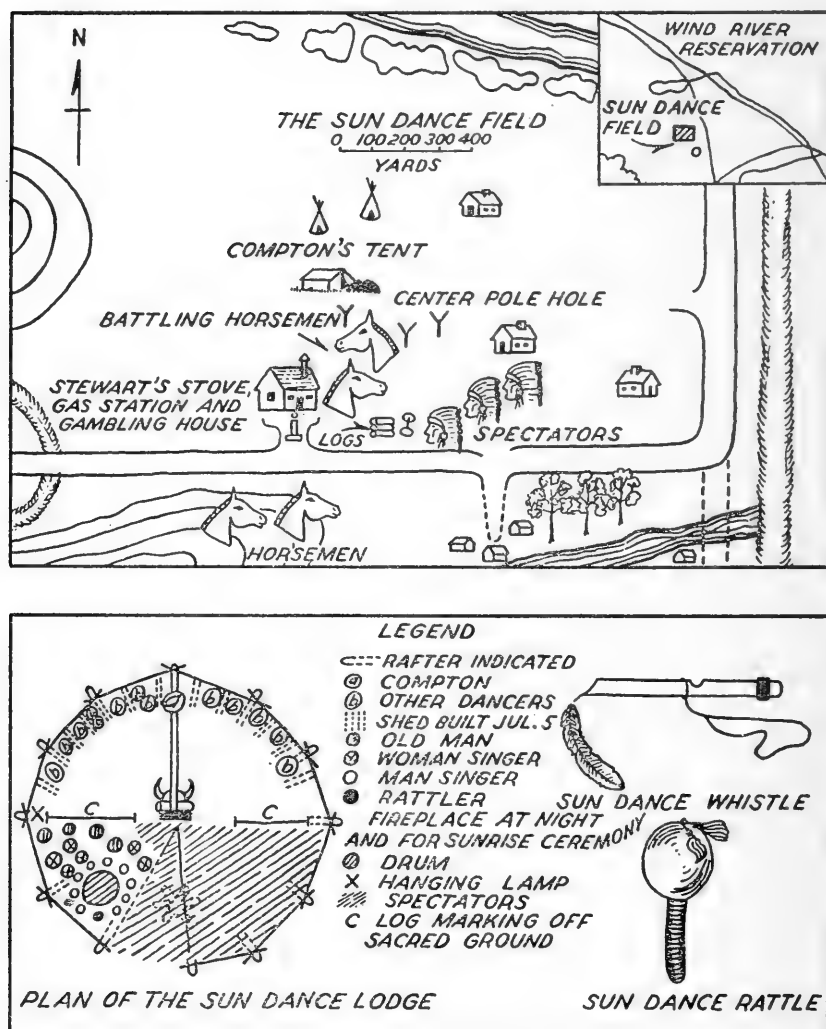 N
WIND RIVER
RESERVATION
SUN DANCE
FIELD
THE SUN DANCE FIELD
0 100 200 300 400
YARDS
COMPTON'S TENT
CENTER POLE HOLE
BATTLING HORSEMEN
STEWART'S STOVE,
GAS STATION AND
GAMBLING HOUSE
LOGS
SPECTATORS
HORSEMEN
LEGEND
RAFTER INDICATED
a COMPTON
b OTHER DANCERS
SHED BUILT JUL. 5
OLD MAN
WOMAN SINGER
MAN SINGER
RATTLER
FIREPLACE AT NIGHT
AND FOR SUNRISE CEREMONY
DRUM
X HANGING LAMP
SPECTATORS
C LOG MARKING OFF
SACRED GROUND
a
b b b b b b b b b b
X C C
PLAN OF THE SUN DANCE LODGE
SUN DANCE WHISTLE
SUN DANCE RATTLE